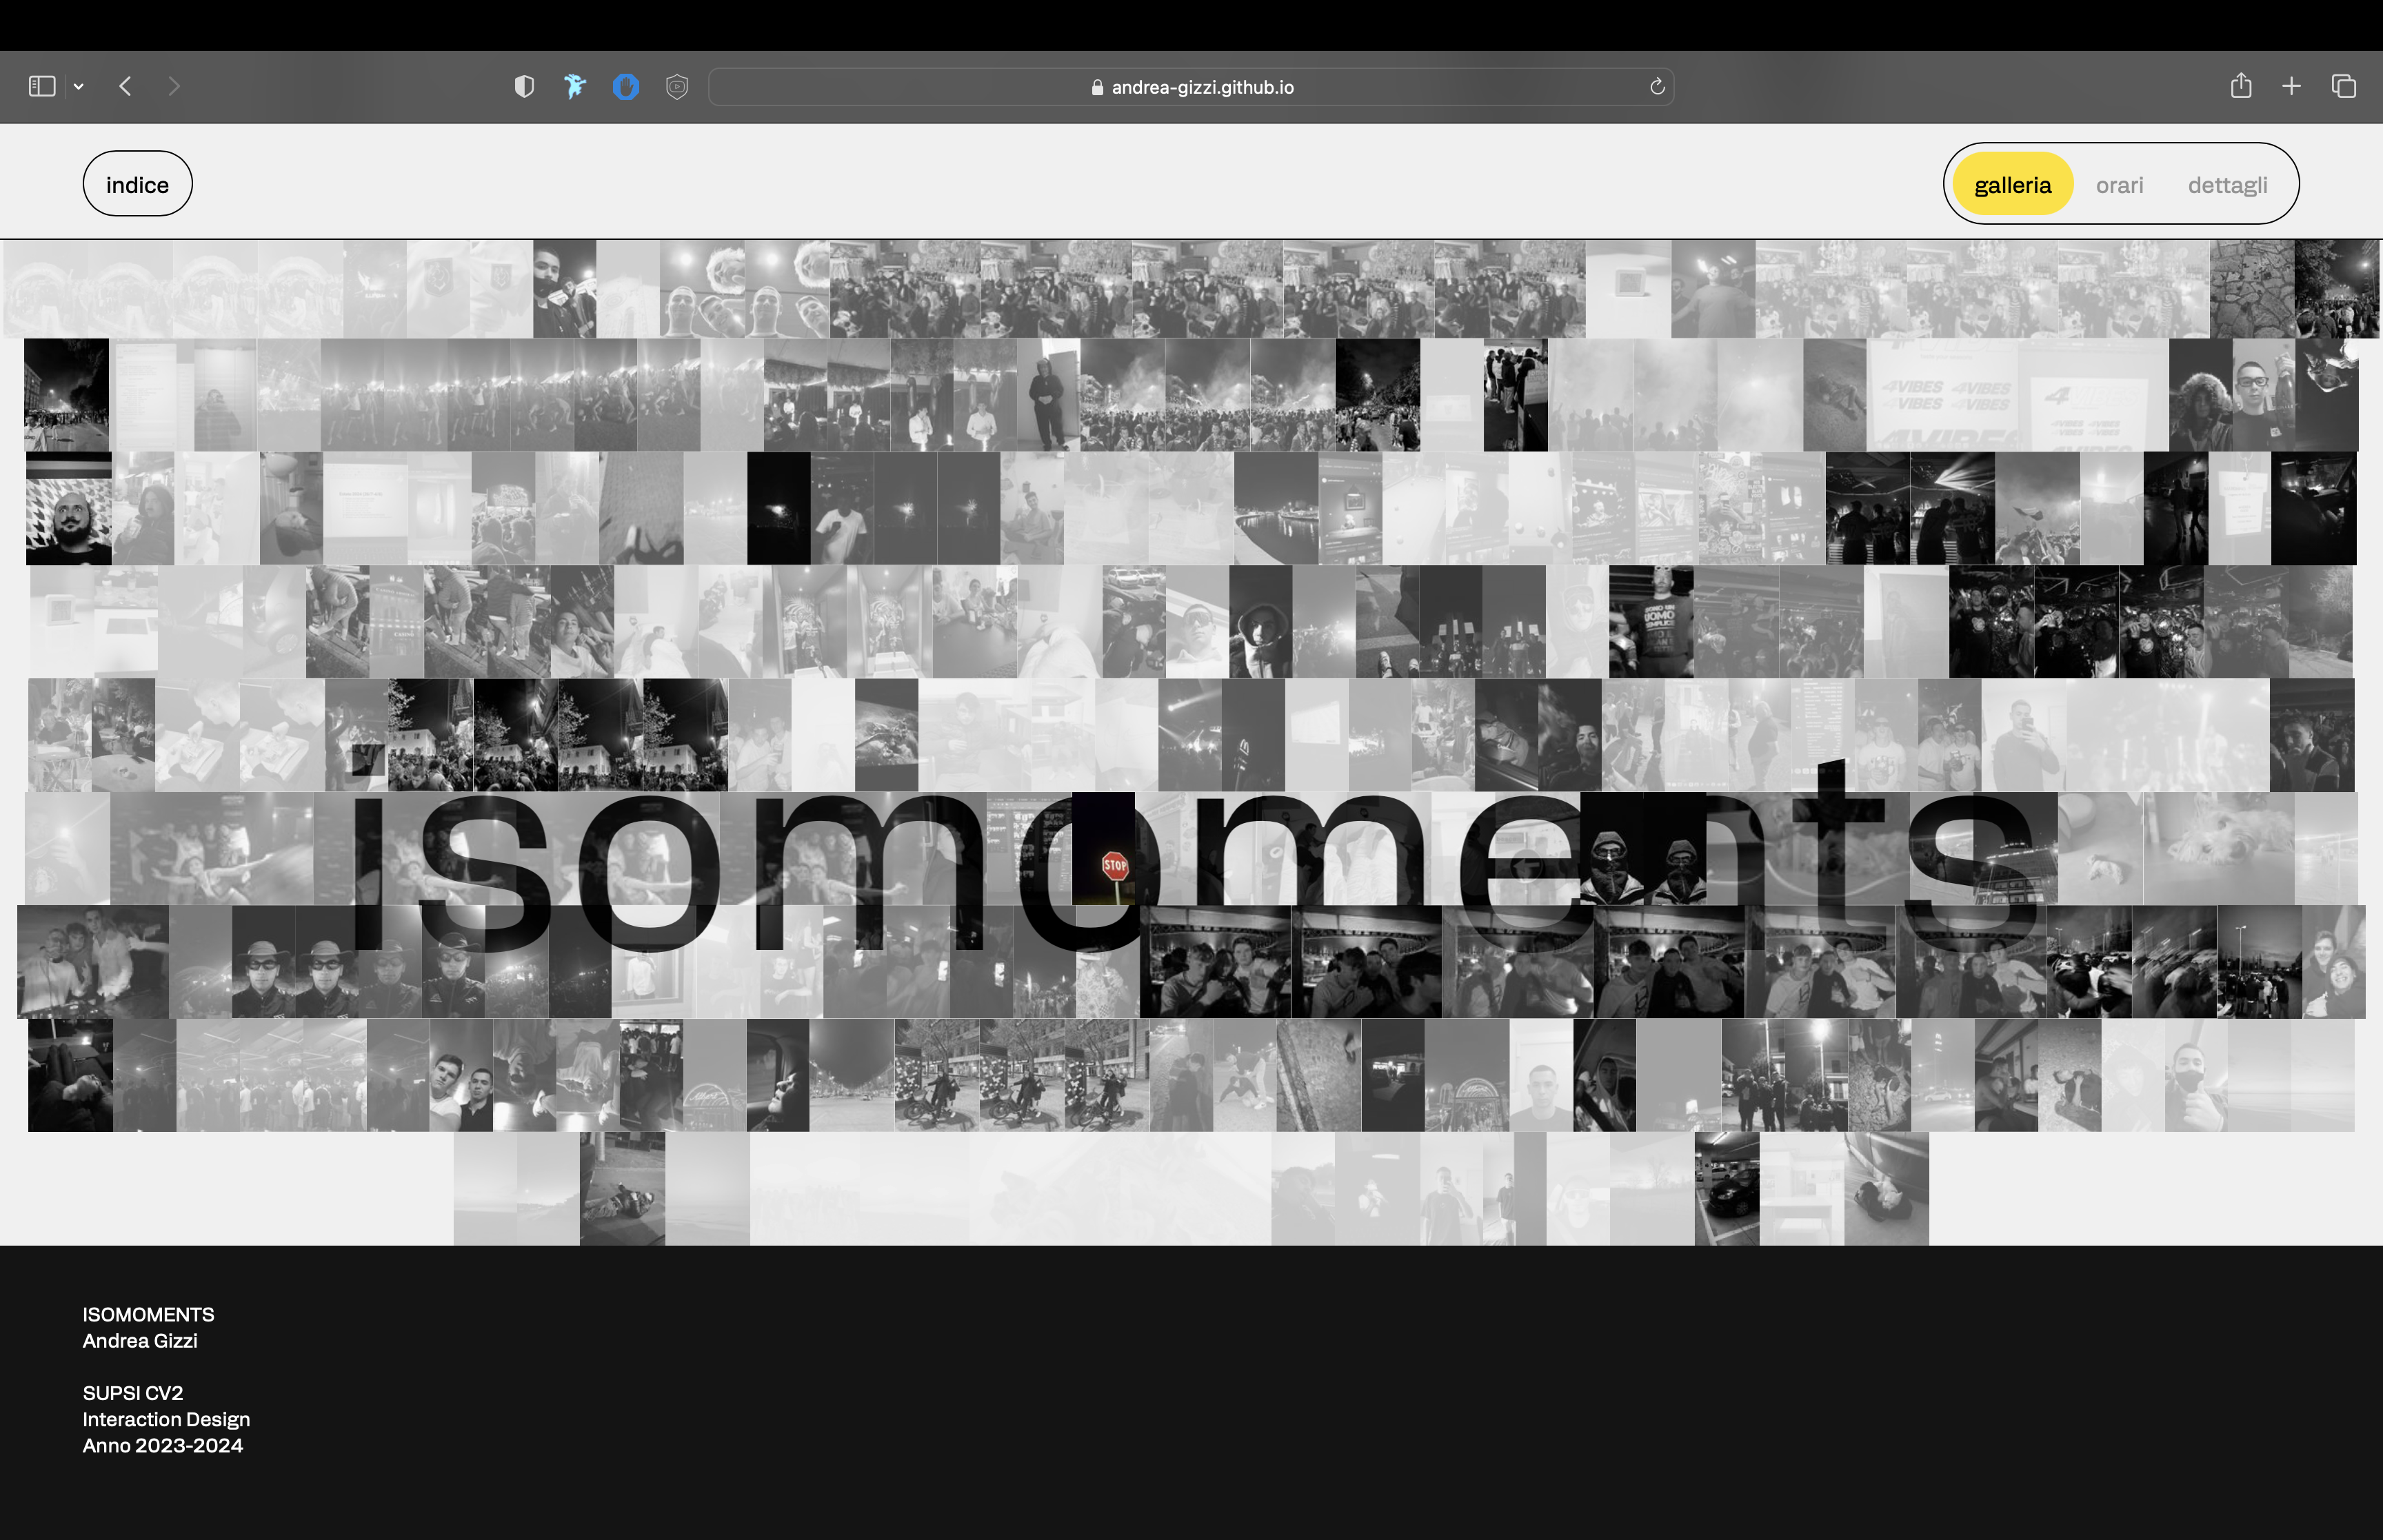 andrea-gizzi.github.io
indice
galleria
orari
dettagli
4VIBES 4VIBES
4VIBES 4VIBES
4VIBES
SONO UN
UOMO
SEMPLICE
isomoments
STOP
ISOMOMENTS
Andrea Gizzi
SUPSI CV2
Interaction Design
Anno 2023-2024